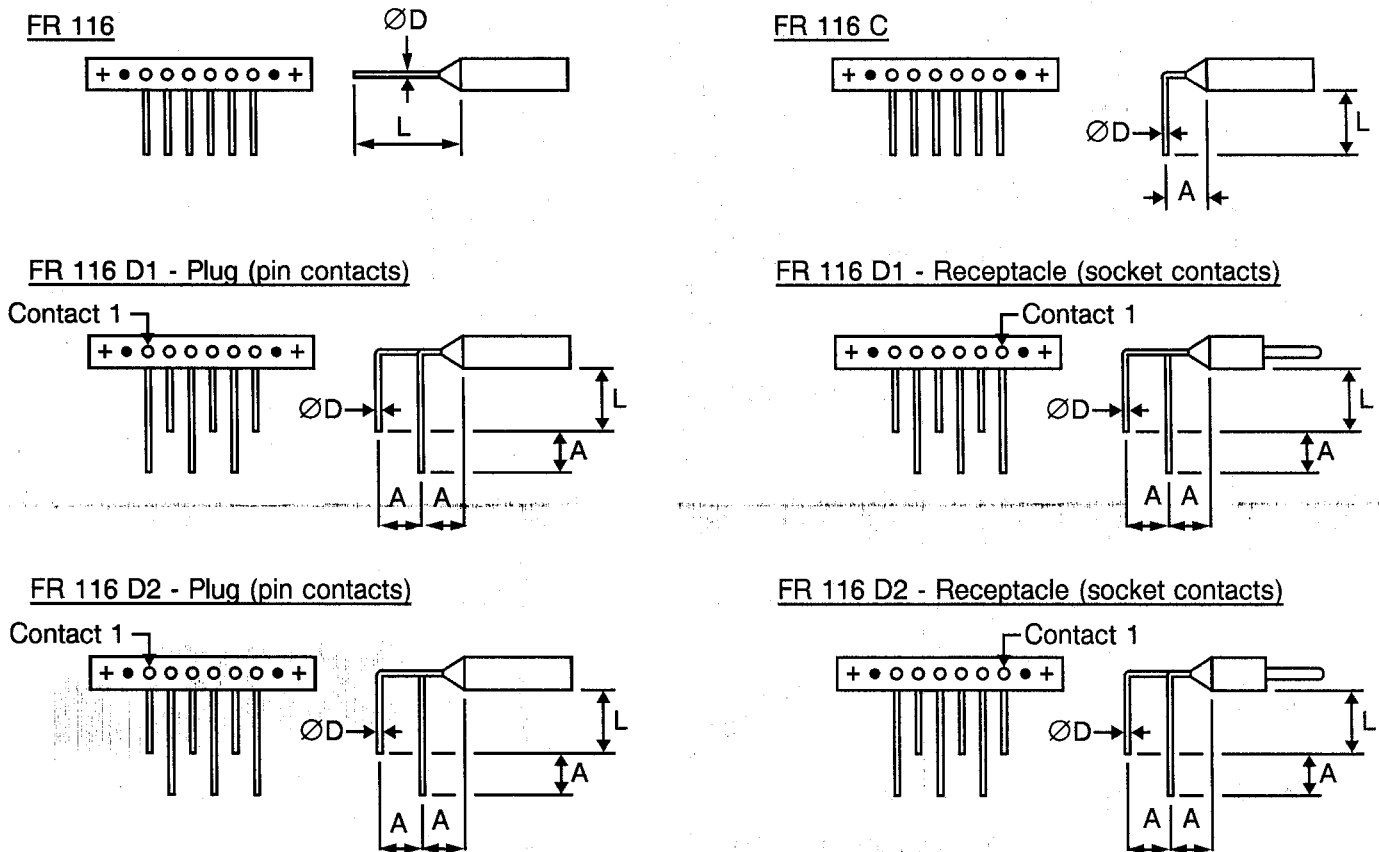 FR 116
ØD
L
FR 116 C
ØD
L
A
FR 116 D1 - Plug (pin contacts)
Contact 1
ØD
L
A
A A
FR 116 D1 - Receptacle (socket contacts)
Contact 1
ØD
L
A
A A
FR 116 D2 - Plug (pin contacts)
Contact 1
ØD
L
A
A A
FR 116 D2 - Receptacle (socket contacts)
Contact 1
ØD
L
A
A A